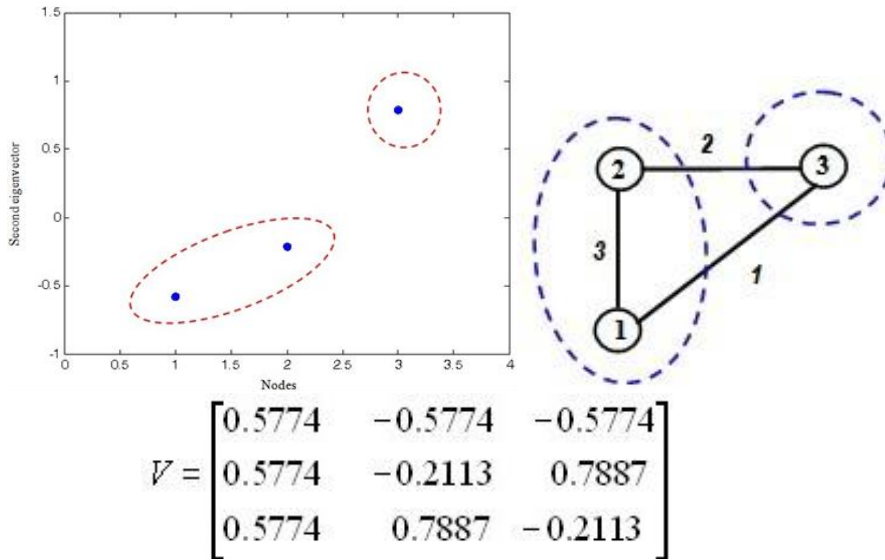 1.5
1
0.5
0
-0.5
-1
Second eigenvector
0 0.5 1 1.5 2 2.5 3 3.5 4
Nodes
2 2 3
3
1
1
V = [0.5774 −0.5774 −0.5774
0.5774 −0.2113 0.7887
0.5774 0.7887 −0.2113]